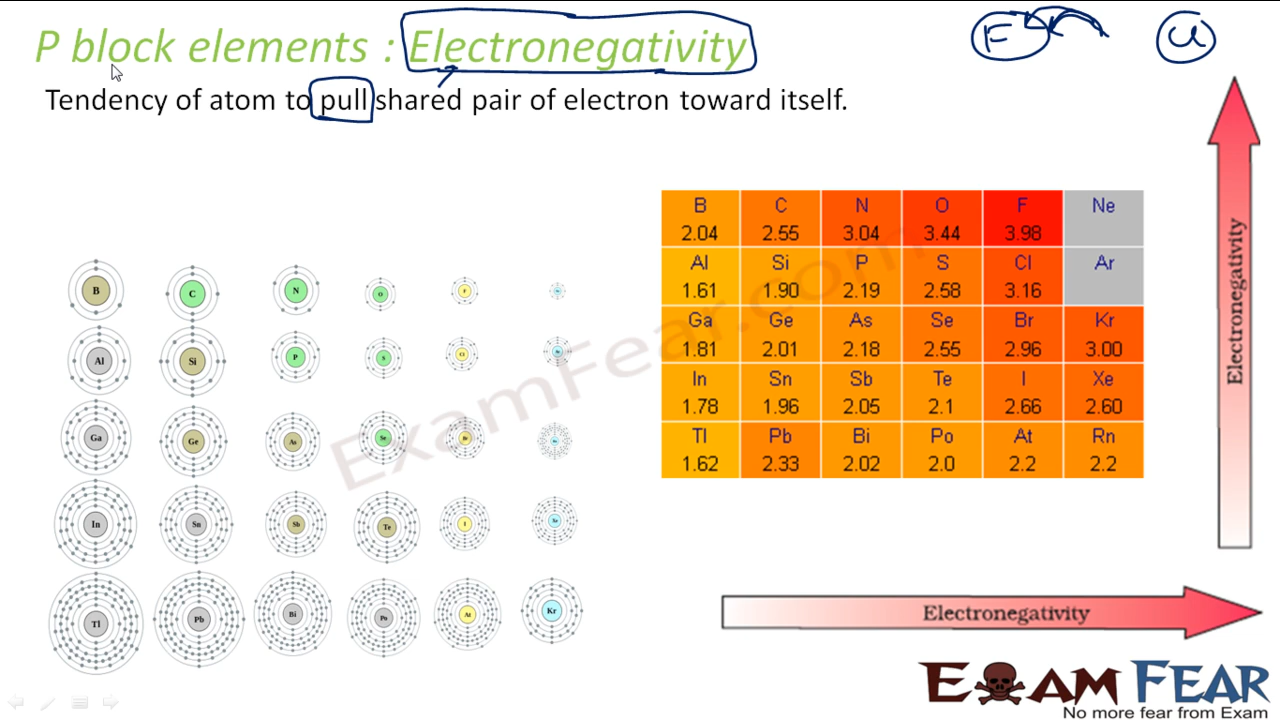 P block elements : Electronegativity
F Cl
Tendency of atom to pull shared pair of electron toward itself.
B C N O F Ne
2.04 2.55 3.04 3.44 3.98
Al Si P S Cl Ar
1.61 1.90 2.19 2.58 3.16
Ga Ge As Se Br Kr
1.81 2.01 2.18 2.55 2.96 3.00
In Sn Sb Te I Xe
1.78 1.96 2.05 2.1 2.66 2.60
Tl Pb Bi Po At Rn
1.62 2.33 2.02 2.0 2.2 2.2
B C N O F
Al Si P S Cl
Ga Ge As Se Br
In Sn Sb Te I Xe
Tl Pb Bi Po At Kr
ExamFear.com
Electronegativity
Electronegativity
EXAM FEAR
No more fear from Exam